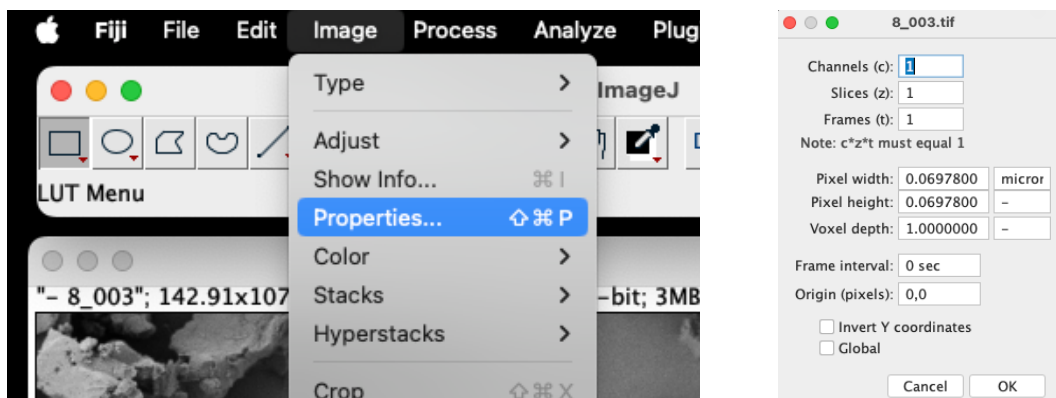 Fiji File Edit Image Process Analyze Plug
Type
ImageJ
Adjust
Show Info... ⌘ I
LUT Menu
Properties... ⇧ ⌘ P
Color
"– 8_003"; 142.91x107
Stacks
-bit; 3MB
Hyperstacks
Crop ⇧ ⌘ X
8_003.tif
Channels (c): 1
Slices (z): 1
Frames (t): 1
Note: c*z*t must equal 1
Pixel width: 0.0697800 micror
Pixel height: 0.0697800 –
Voxel depth: 1.0000000 –
Frame interval: 0 sec
Origin (pixels): 0,0
Invert Y coordinates
Global
Cancel OK